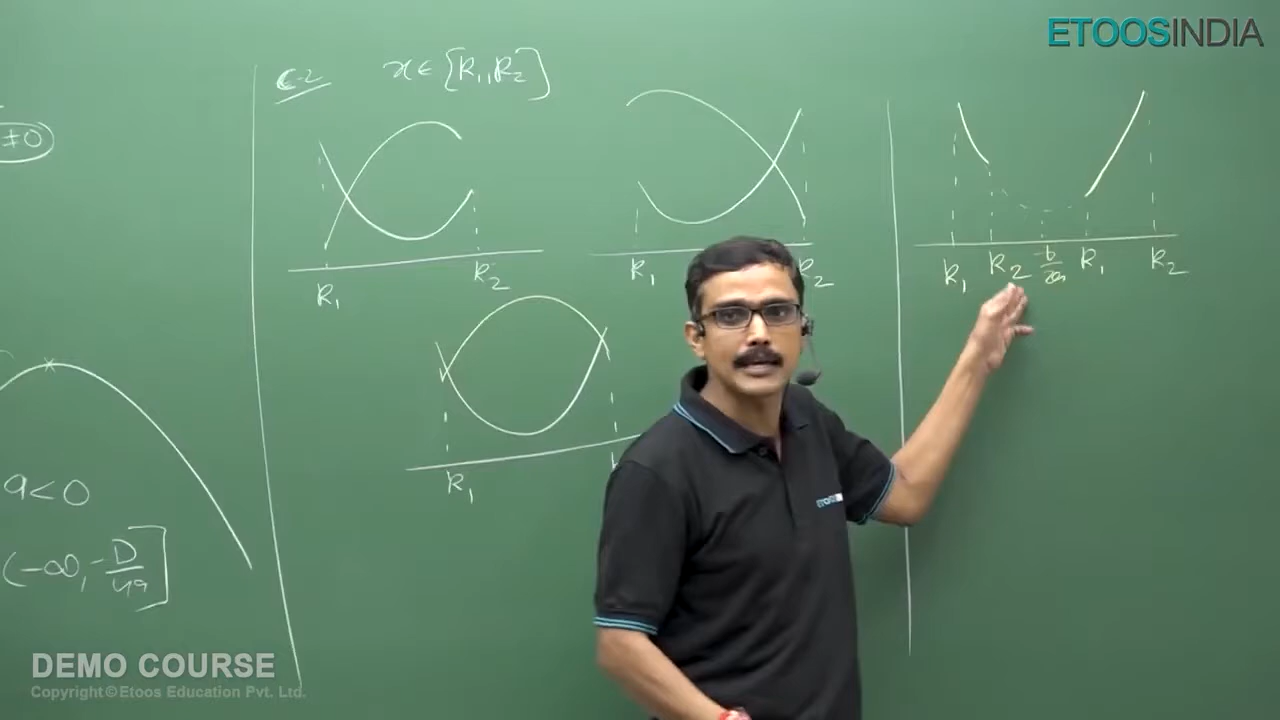 ETOOSINDIA
≠0
a<0
(-∞, -D/4a]
C-2
x∈[R₁, R₂]
R₁ R₂
R₁ R₂
R₁
R₁ R₂ -b/2a R₁ R₂
ETOOS
DEMO COURSE
Copyright © Etoos Education Pvt. Ltd.